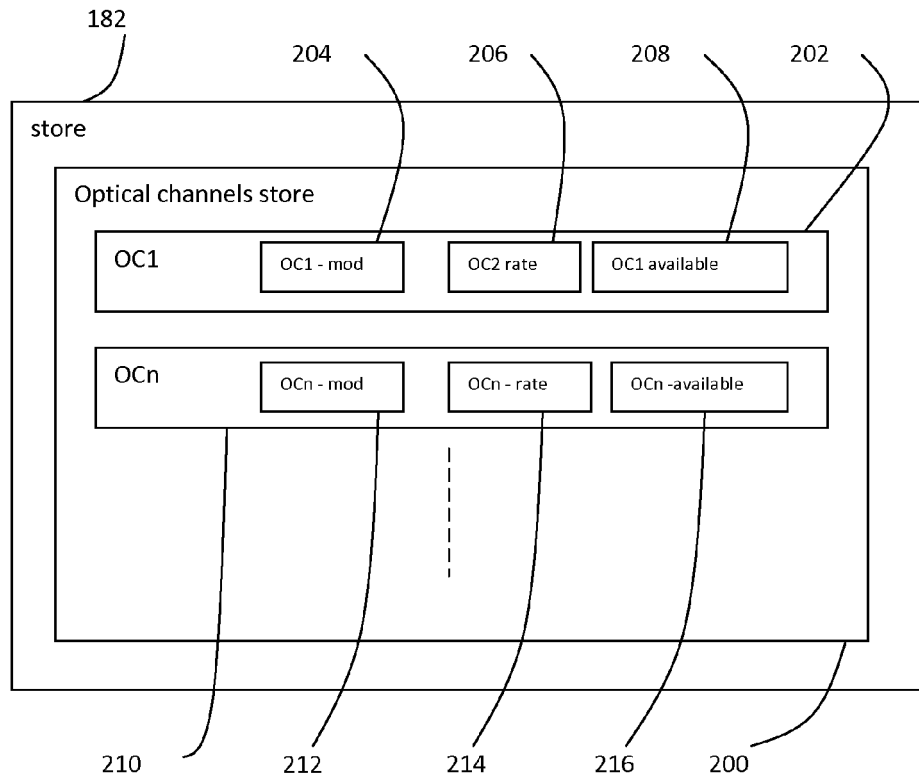 182
204 206 208 202
store
Optical channels store
OC1 OC1 - mod OC2 rate OC1 available
OCn OCn - mod OCn - rate OCn -available
210 212 214 216 200